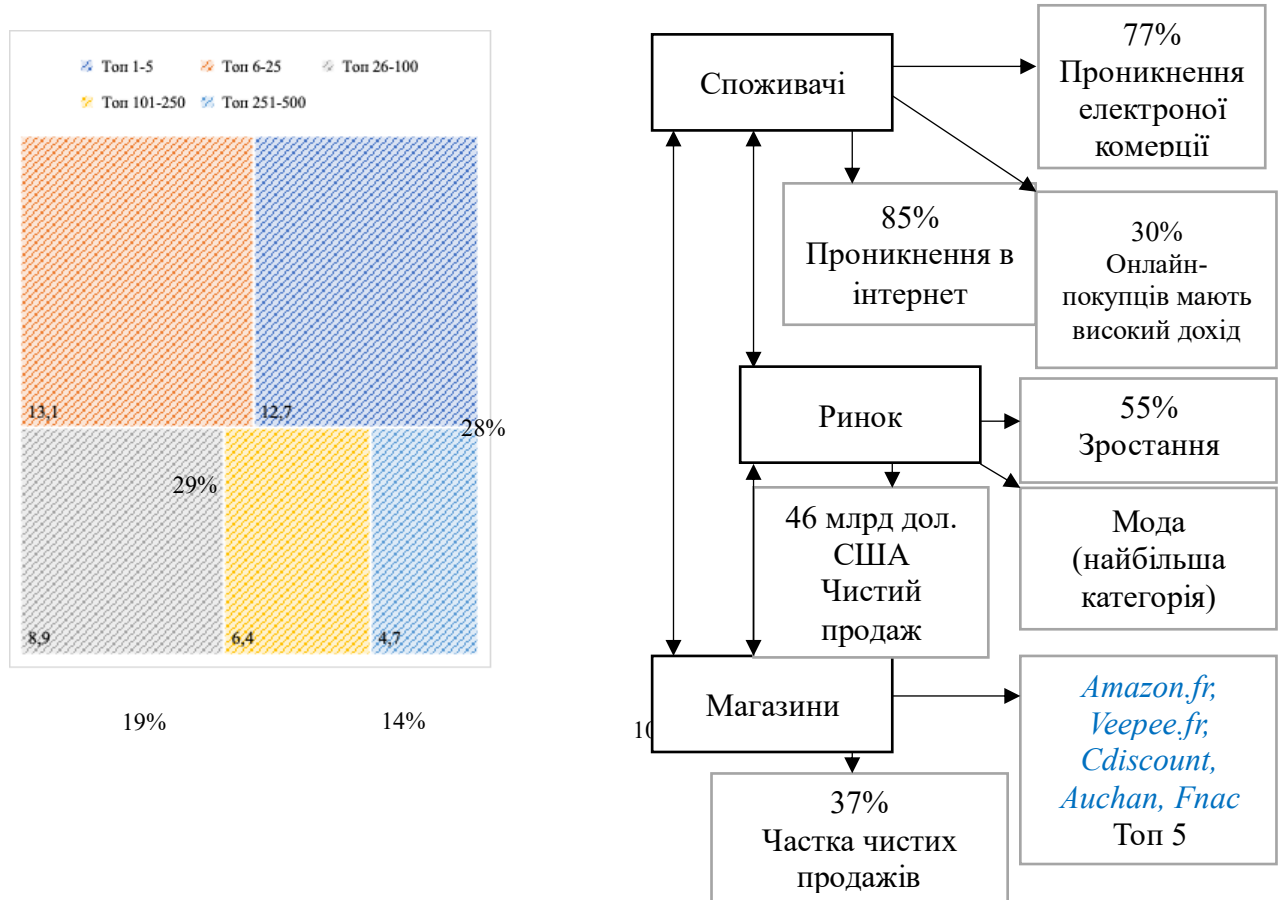 Топ 1-5 Топ 6-25 Топ 26-100
Топ 101-250 Топ 251-500
13,1
12,7
28%
29%
8,9
6,4
4,7
19%
14%
10
Споживачі
77%
Проникнення
електроної
комерції
85%
Проникнення в
інтернет
30%
Онлайн-
покупців мають
високий дохід
Ринок
55%
Зростання
46 млрд дол.
США
Чистий
продаж
Мода
(найбільша
категорія)
Магазини
Amazon.fr,
Veepee.fr,
Cdiscount,
Auchan, Fnac
Топ 5
37%
Частка чистих
продажів